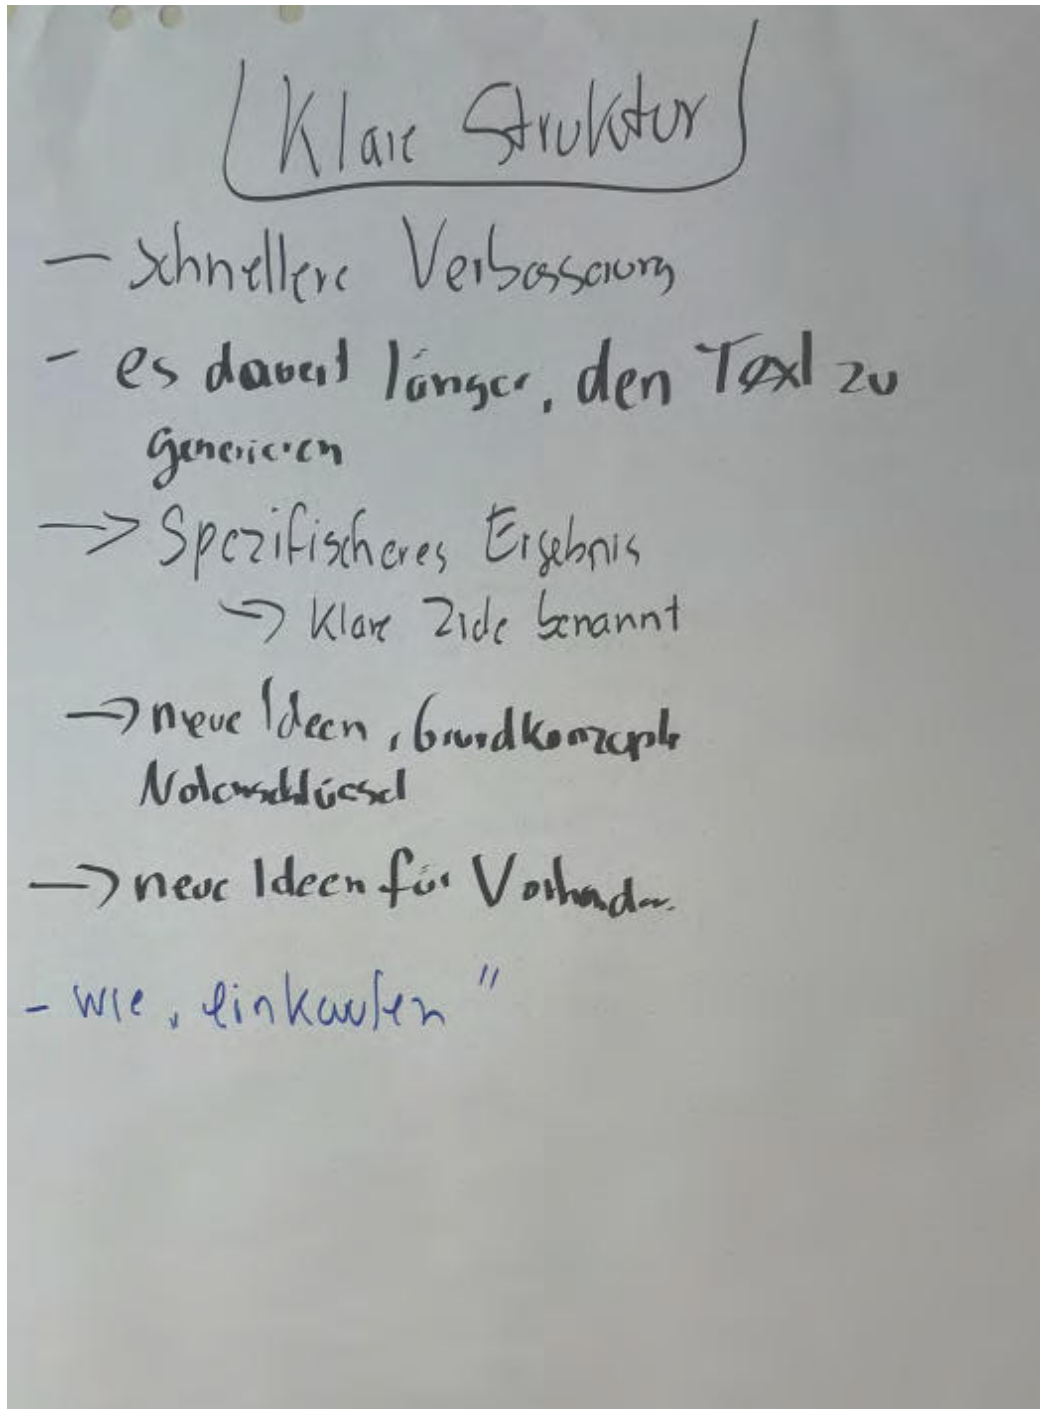 Klare Struktur
- schnellere Verbesserung
- es dauert länger, den Text zu
generieren
→ Spezifischeres Ergebnis
→ Klare Ziele benannt
→ neue Ideen, Grundkonzepte
Notenschlüssel
→ neue Ideen für
- wie „einkaufen"